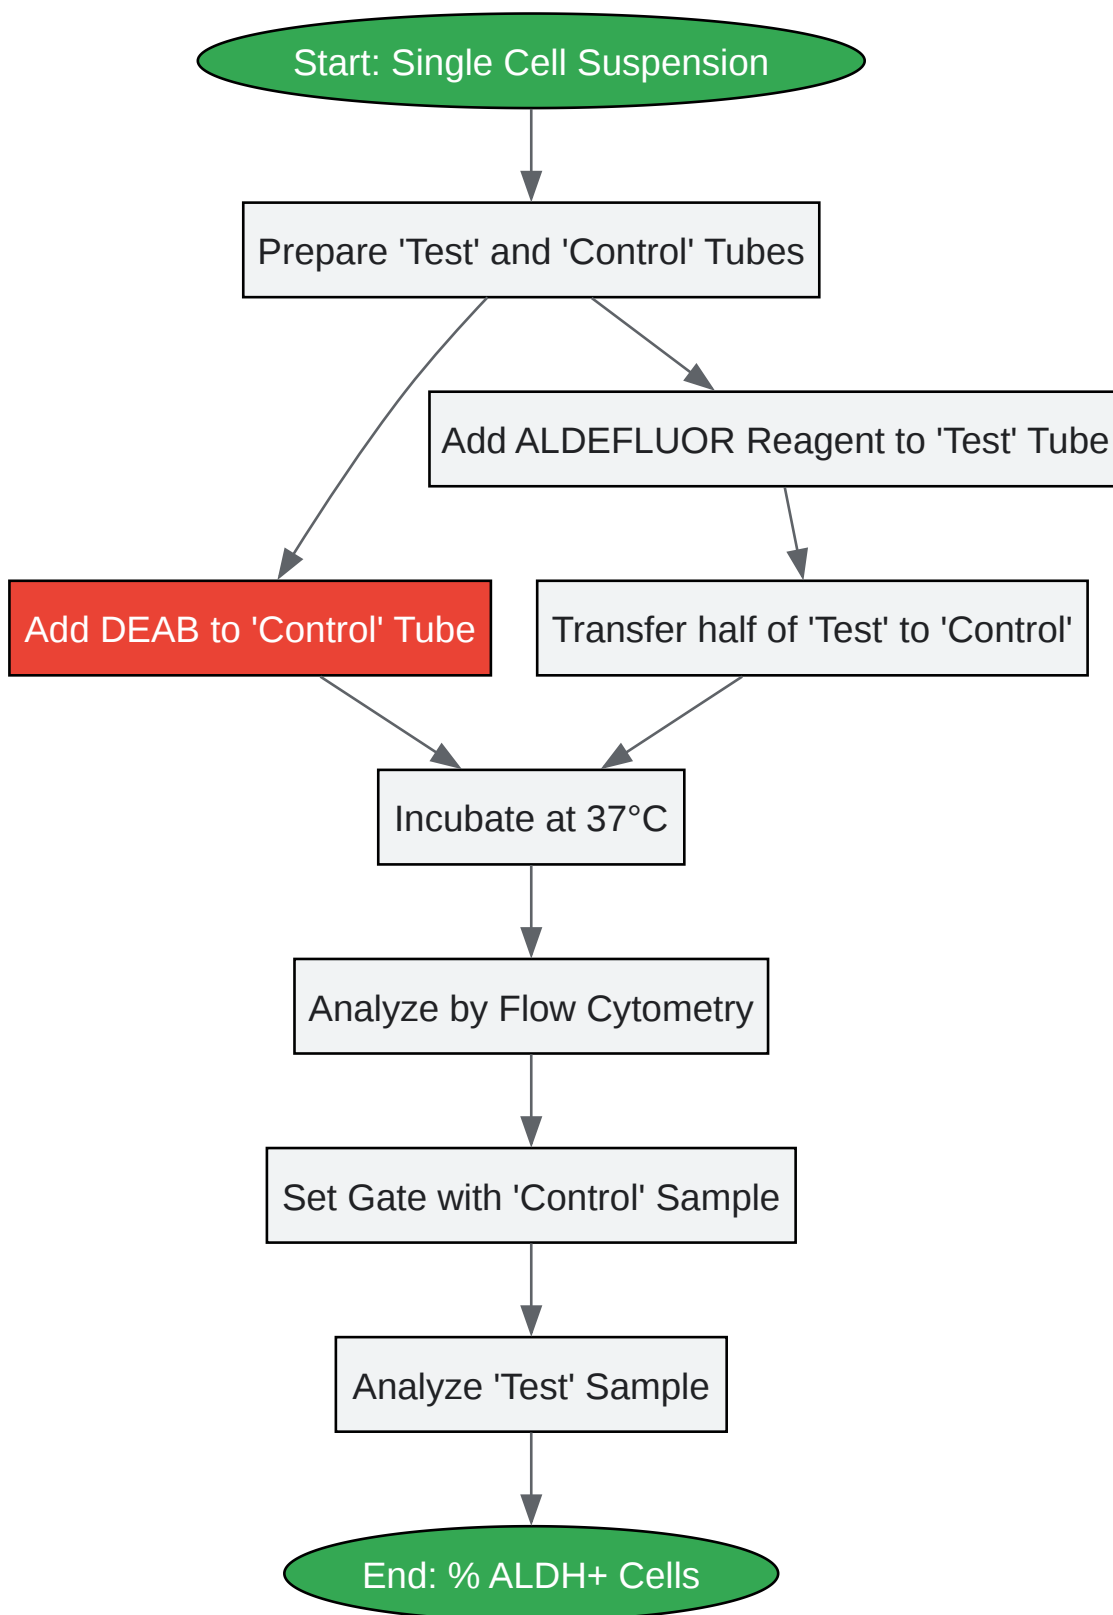 Start: Single Cell Suspension
Prepare 'Test' and 'Control' Tubes
Add ALDEFLUOR Reagent to 'Test' Tube
Add DEAB to 'Control' Tube
Transfer half of 'Test' to 'Control'
Incubate at 37°C
Analyze by Flow Cytometry
Set Gate with 'Control' Sample
Analyze 'Test' Sample
End: % ALDH+ Cells